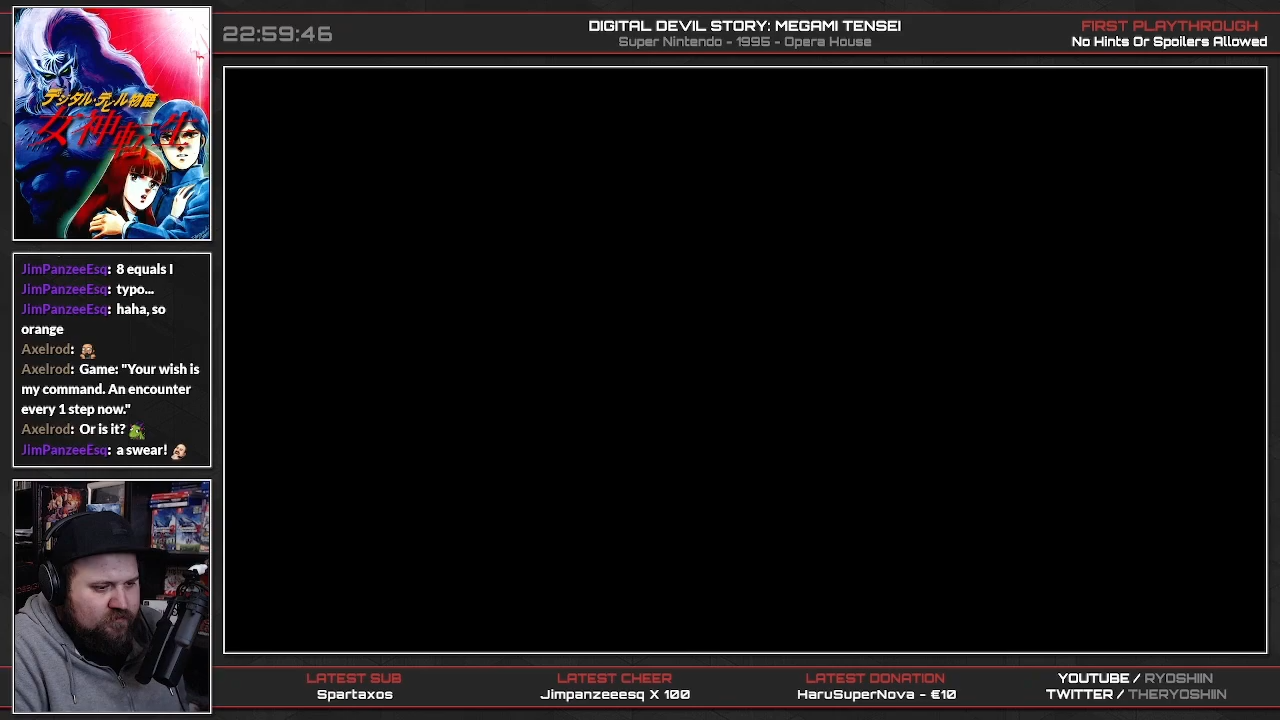 22:59:46
DIGITAL DEVIL STORY: MEGAMI TENSEI
Super Nintendo - 1995 - Opera House
FIRST PLAYTHROUGH
No Hints Or Spoilers Allowed
デジタル・デビル物語
女神転生
JimPanzeeEsq: 8 equals I
JimPanzeeEsq: typo...
JimPanzeeEsq: haha, so
orange
Axelrod:
Axelrod: Game: "Your wish is
my command. An encounter
every 1 step now."
Axelrod: Or is it?
JimPanzeeEsq: a swear!
LATEST SUB
Spartaxos
LATEST CHEER
Jimpanzeeesq X 100
LATEST DONATION
HaruSuperNova - €10
YOUTUBE / RYOSHIIN
TWITTER / THERYOSHIIN